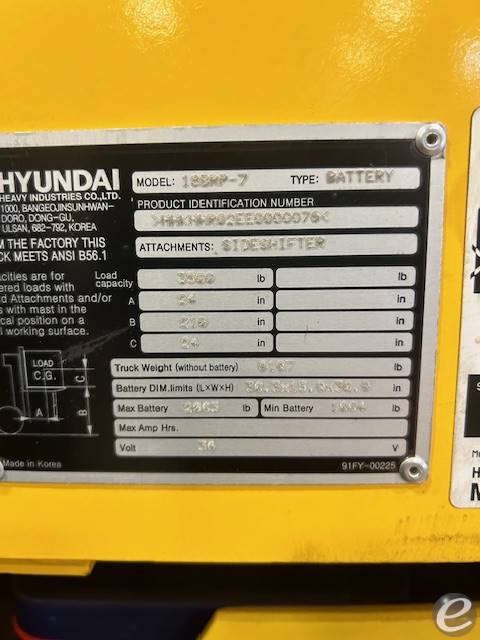 HYUNDAI
HEAVY INDUSTRIES CO.,LTD.
1000, BANGEOJINSUNHWAN-
DORO, DONG-GU,
ULSAN, 682-792, KOREA
M THE FACTORY THIS
CK MEETS ANSI B56.1
MODEL: TYPE: BATTERY
PRODUCT IDENTIFICATION NUMBER
ATTACHMENTS: SIDESHIFTER
acities are for
ered loads with
d Attachments and/or
s with mast in the
cal position on a
l working surface.
Load capacity lb lb
A 24 in in
B 218 in in
C 24 in in
LOAD
C.G.
C
A
B
Truck Weight (without battery) lb
Battery DIM.limits (L×W×H) in
Max Battery lb Min Battery lb
Max Amp Hrs.
Volt 36 V
Made in Korea
91FY-00225
e